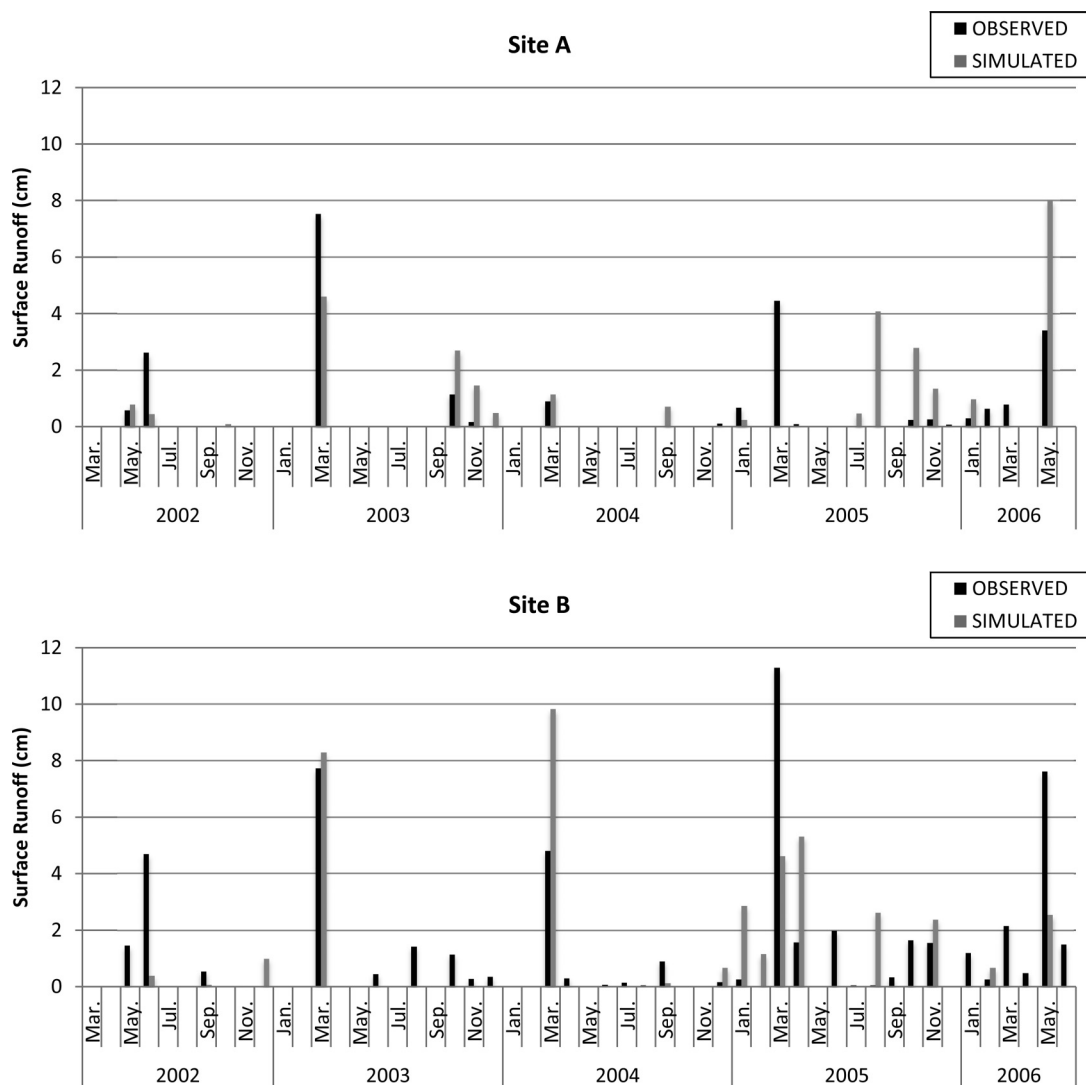 Site A
OBSERVED
SIMULATED
Surface Runoff (cm)
12
10
8
6
4
2
0
Mar. May. Jul. Sep. Nov. Jan. Mar. May. Jul. Sep. Nov. Jan. Mar. May. Jul. Sep. Nov. Jan. Mar. May. Jul. Sep. Nov. Jan. Mar. May.
2002 2003 2004 2005 2006
Site B
OBSERVED
SIMULATED
Surface Runoff (cm)
12
10
8
6
4
2
0
Mar. May. Jul. Sep. Nov. Jan. Mar. May. Jul. Sep. Nov. Jan. Mar. May. Jul. Sep. Nov. Jan. Mar. May. Jul. Sep. Nov. Jan. Mar. May.
2002 2003 2004 2005 2006